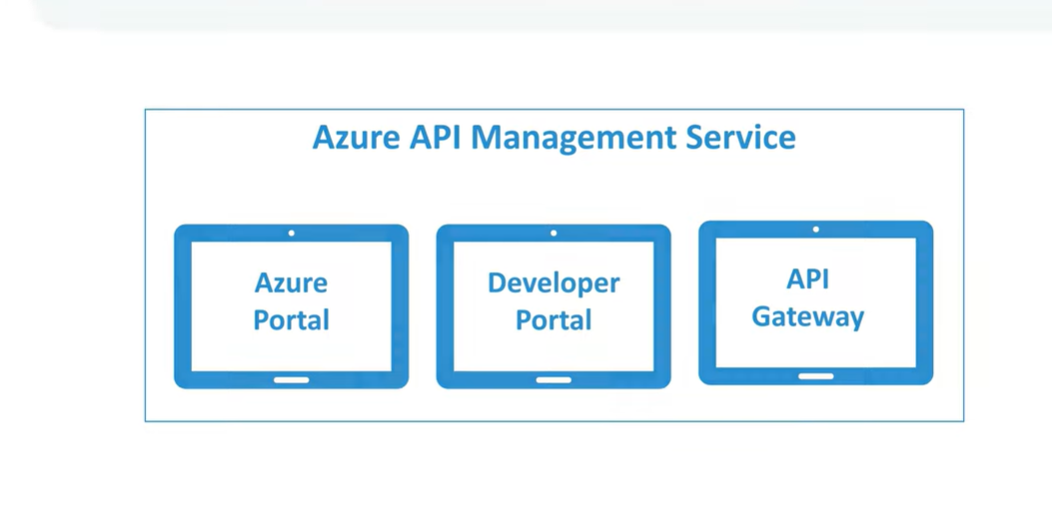 Azure API Management Service
Azure
Portal
Developer
Portal
API
Gateway